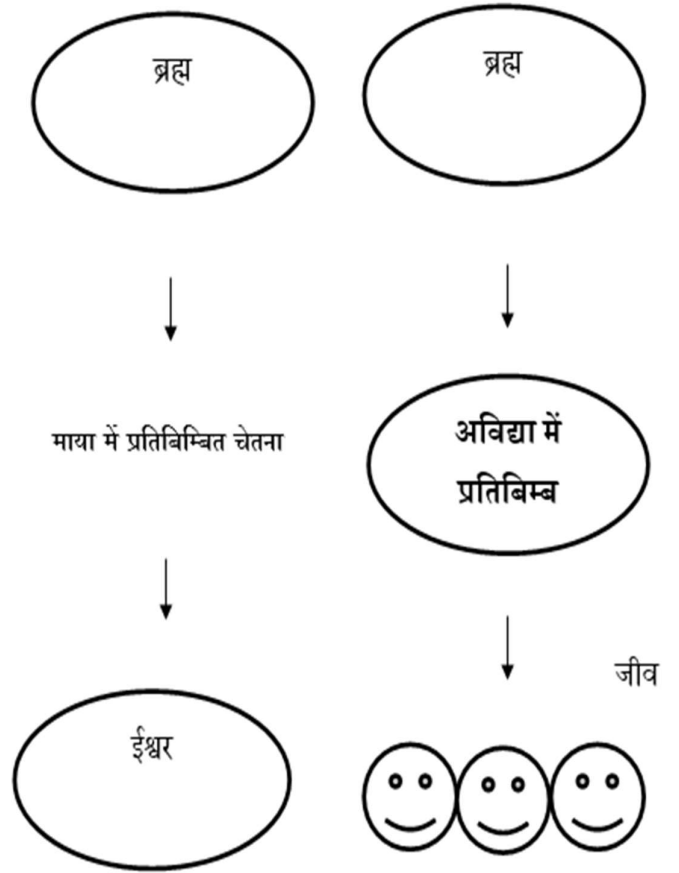 ब्रह्म
ब्रह्म
माया में प्रतिबिम्बित चेतना
अविद्या में
प्रतिबिम्ब
जीव
ईश्वर